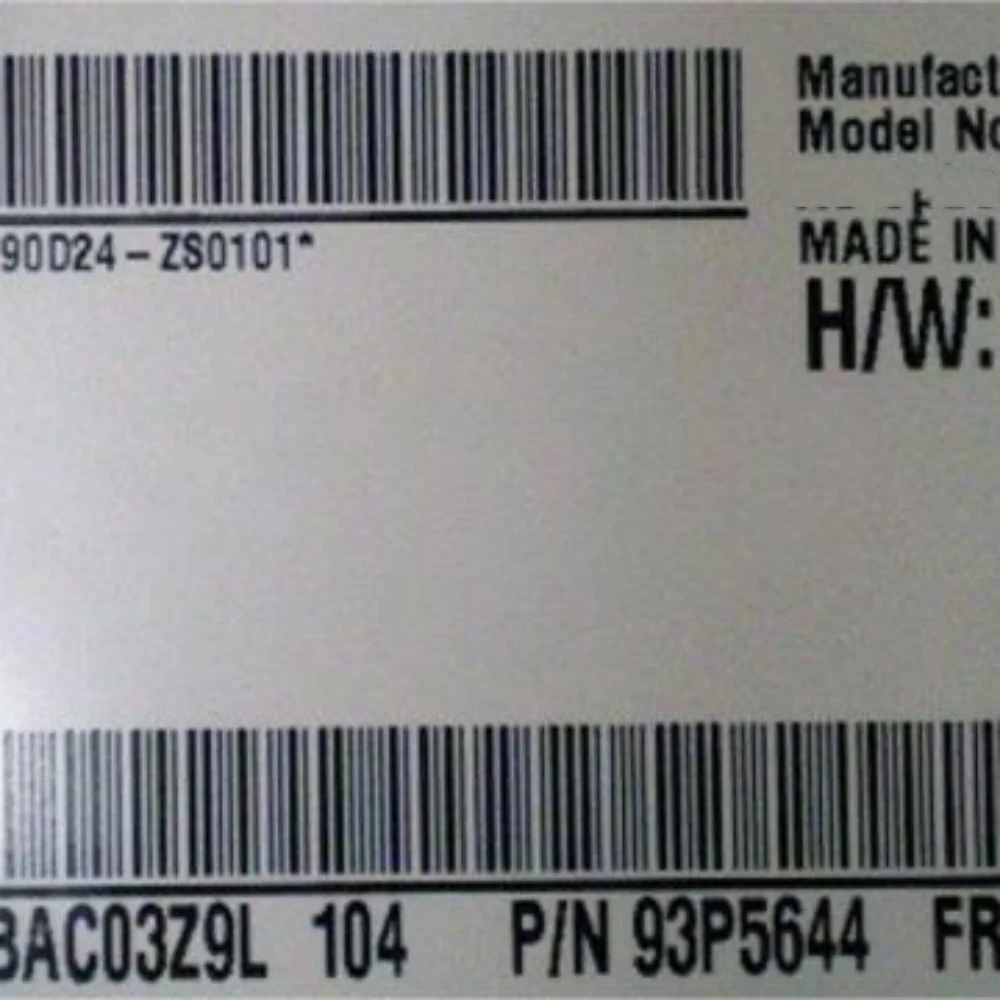 Manufact
Model No
90D24-ZS0101*
MADE IN
H/W:
BAC03Z9L 104 P/N 93P5644 FR